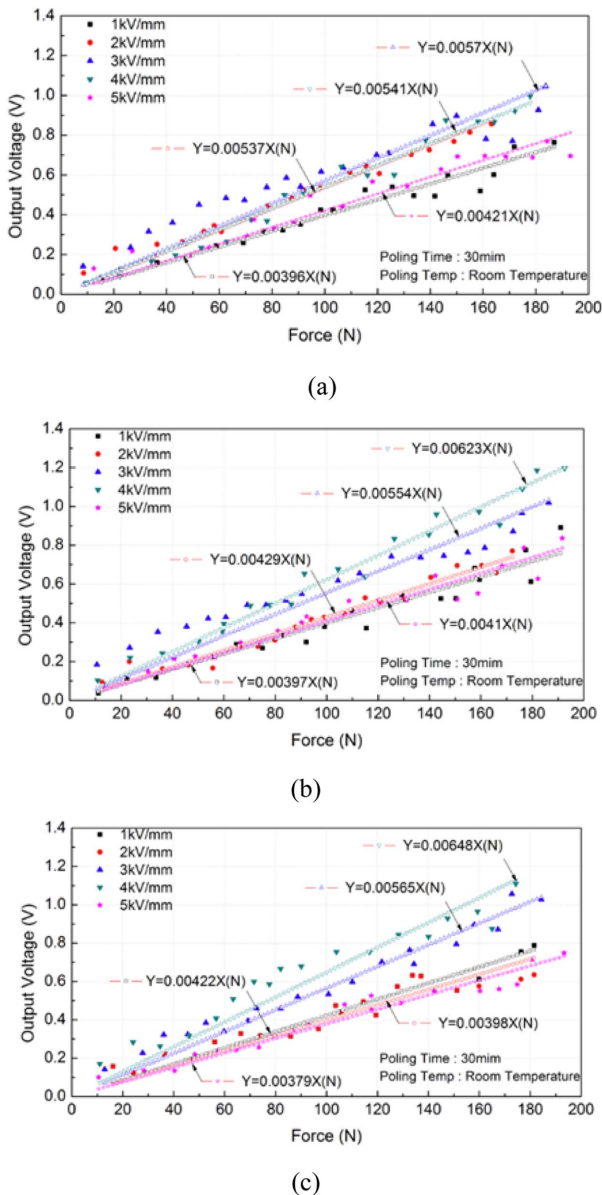 1kV/mm
2kV/mm
3kV/mm
4kV/mm
5kV/mm
Y=0.0057X(N)
Y=0.00541X(N)
Y=0.00537X(N)
Y=0.00421X(N)
Y=0.00396X(N)
Poling Time : 30mim
Poling Temp : Room Temperature
Output Voltage (V)
1.4
1.2
1.0
0.8
0.6
0.4
0.2
0.0
0 20 40 60 80 100 120 140 160 180 200
Force (N)
(a)
1kV/mm
2kV/mm
3kV/mm
4kV/mm
5kV/mm
Y=0.00623X(N)
Y=0.00554X(N)
Y=0.00429X(N)
Y=0.0041X(N)
Y=0.00397X(N)
Poling Time : 30mim
Poling Temp : Room Temperature
Output Voltage (V)
1.4
1.2
1.0
0.8
0.6
0.4
0.2
0.0
0 20 40 60 80 100 120 140 160 180 200
Force (N)
(b)
1kV/mm
2kV/mm
3kV/mm
4kV/mm
5kV/mm
Y=0.00648X(N)
Y=0.00565X(N)
Y=0.00422X(N)
Y=0.00398X(N)
Y=0.00379X(N)
Poling Time : 30mim
Poling Temp : Room Temperature
Output Voltage (V)
1.4
1.2
1.0
0.8
0.6
0.4
0.2
0.0
0 20 40 60 80 100 120 140 160 180 200
Force (N)
(c)